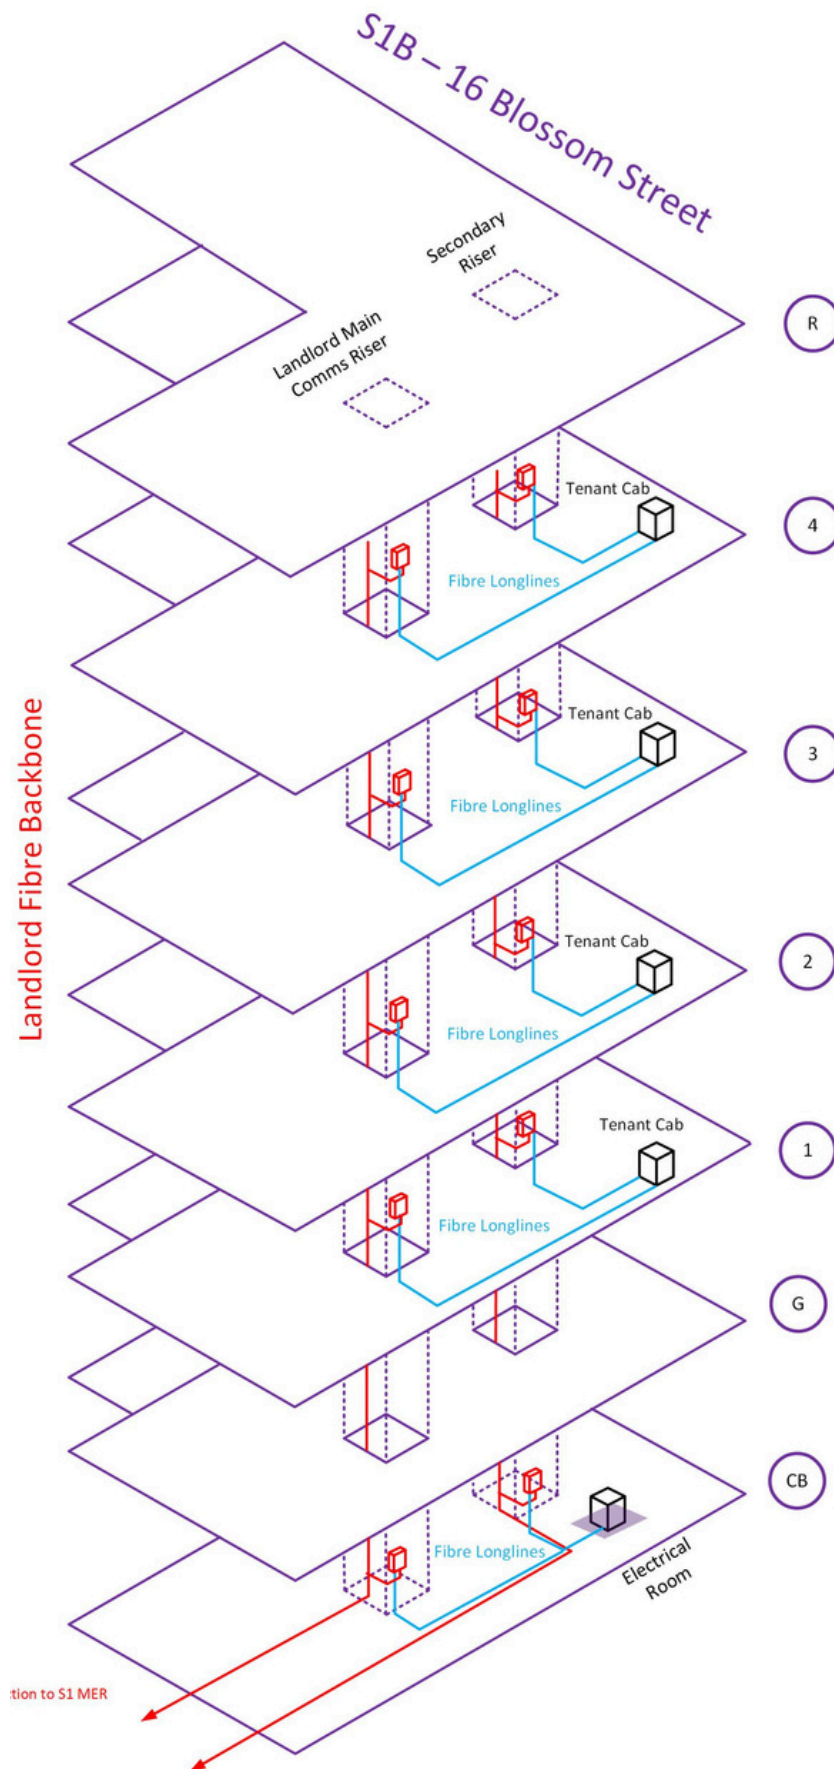 S1B – 16 Blossom Street
Secondary
Riser
Landlord Main
Comms Riser
R
Tenant Cab
4
Fibre Longlines
Landlord Fibre Backbone
Tenant Cab
3
Fibre Longlines
Tenant Cab
2
Fibre Longlines
Tenant Cab
1
Fibre Longlines
G
CB
Fibre Longlines
Electrical
Room
tion to S1 MER